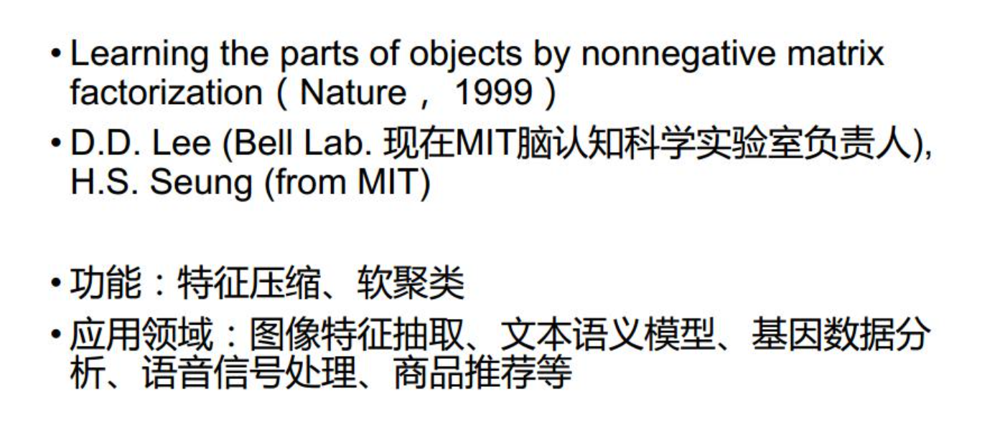 • Learning the parts of objects by nonnegative matrix
factorization（Nature， 1999）
• D.D. Lee (Bell Lab. 现在MIT脑认知科学实验室负责人),
H.S. Seung (from MIT)
• 功能：特征压缩、软聚类
• 应用领域：图像特征抽取、文本语义模型、基因数据分
析、语音信号处理、商品推荐等